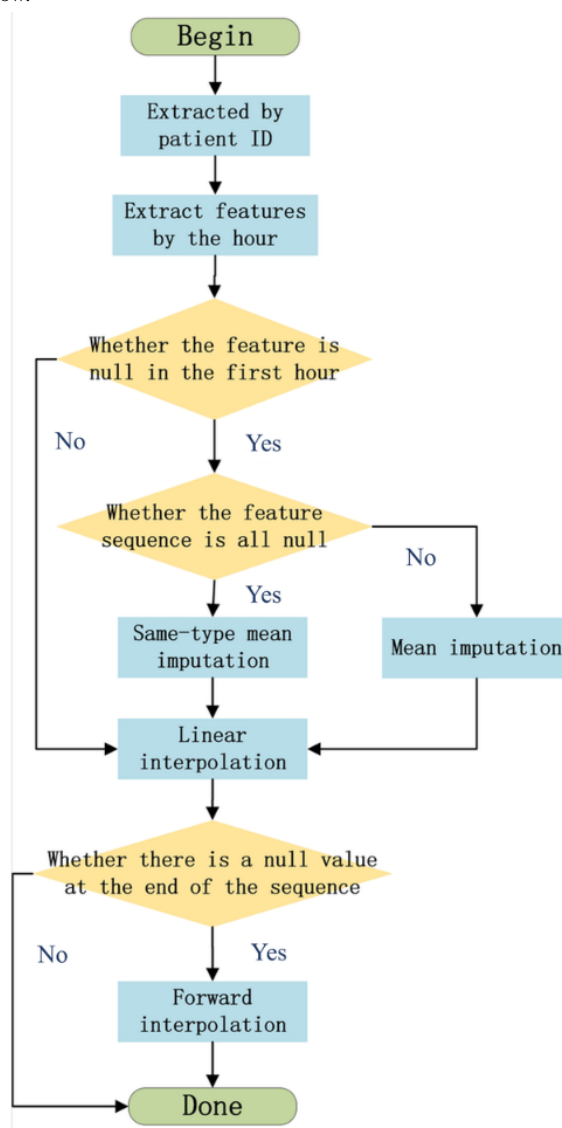 Begin
Extracted by
patient ID
Extract features
by the hour
Whether the feature is
null in the first hour
No
Yes
Whether the feature
sequence is all null
No
Yes
Same-type mean
imputation
Mean imputation
Linear
interpolation
Whether there is a null value
at the end of the sequence
No
Yes
Forward
interpolation
Done